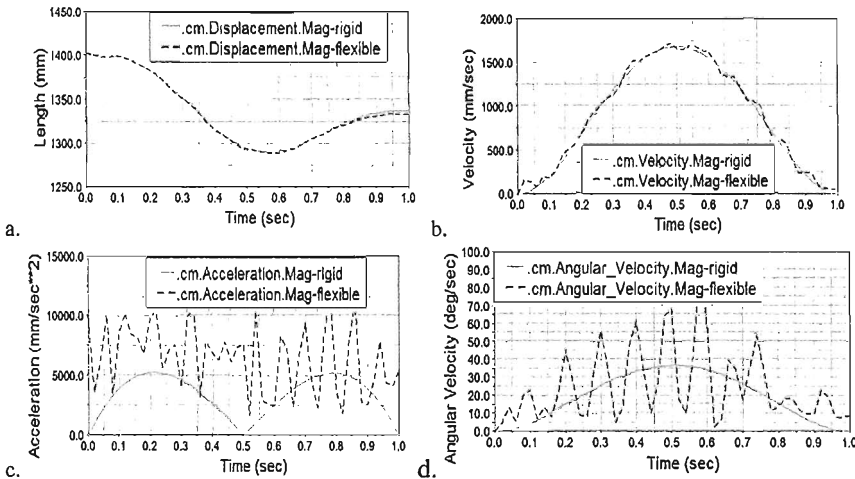 1450.0
1400.0
1350.0
1300.0
1250.0
Length (mm)
.cm.Displacement.Mag-rigid
.cm.Displacement.Mag-flexible
0.0 0.1 0.2 0.3 0.4 0.5 0.6 0.7 0.8 0.9 1.0
Time (sec)
a.
2000.0
1500.0
1000.0
500.0
0.0
Velocity (mm/sec)
.cm.Velocity.Mag-rigid
.cm.Velocity.Mag-flexible
0.0 0.1 0.2 0.3 0.4 0.5 0.6 0.7 0.8 0.9 1.0
Time (sec)
b.
15000.0
10000.0
5000.0
0.0
Acceleration (mm/sec**2)
.cm.Acceleration.Mag-rigid
.cm.Acceleration.Mag-flexible
0.0 0.1 0.2 0.3 0.4 0.5 0.6 0.7 0.8 0.9 1.0
Time (sec)
c.
100.0
90.0
80.0
70.0
60.0
50.0
40.0
30.0
20.0
10.0
0.0
Angular Velocity (deg/sec)
.cm.Angular_Velocity.Mag-rigid
.cm.Angular_Velocity.Mag-flexible
0.0 0.1 0.2 0.3 0.4 0.5 0.6 0.7 0.8 0.9 1.0
Time (sec)
d.